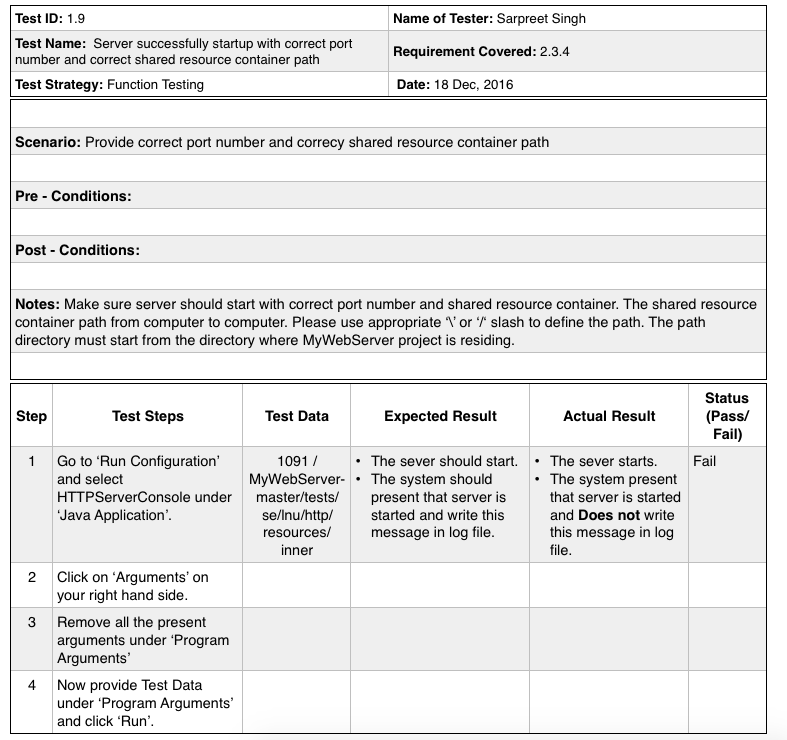 Test ID: 1.9
Name of Tester: Sarpreet Singh
Test Name:  Server successfully startup with correct port
number and correct shared resource container path
Requirement Covered: 2.3.4
Test Strategy: Function Testing
Date: 18 Dec, 2016
Scenario: Provide correct port number and correcy shared resource container path
Pre - Conditions:
Post - Conditions:
Notes: Make sure server should start with correct port number and shared resource container. The shared resource
container path from computer to computer. Please use appropriate ‘\’ or ‘/‘ slash to define the path. The path
directory must start from the directory where MyWebServer project is residing.
Step
Test Steps
Test Data
Expected Result
Actual Result
Status
(Pass/
Fail)
1
Go to ‘Run Configuration’
and select
HTTPServerConsole under
‘Java Application’.
1091 /
MyWebServer-
master/tests/
se/lnu/http/
resources/
inner
• The sever should start.
• The system should
present that server is
started and write this
message in log file.
• The sever starts.
• The system present
that server is started
and Does not write
this message in log
file.
Fail
2
Click on ‘Arguments’ on
your right hand side.
3
Remove all the present
arguments under ‘Program
Arguments’
4
Now provide Test Data
under ‘Program Arguments’
and click ‘Run’.